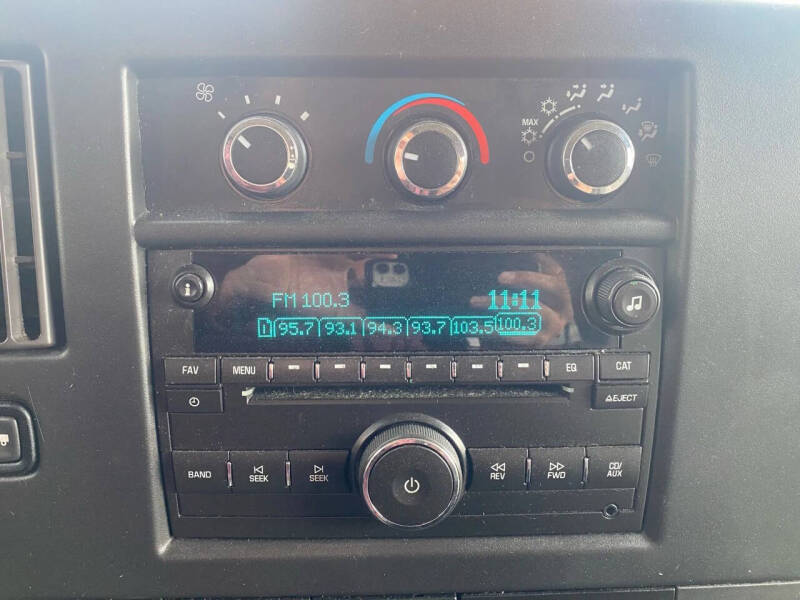 MAX
i
FM 100.3 11:11
1 95.7 93.1 94.3 93.7 103.5 100.3
FAV MENU EQ CAT
EJECT
BAND SEEK SEEK REV FWD CD/AUX